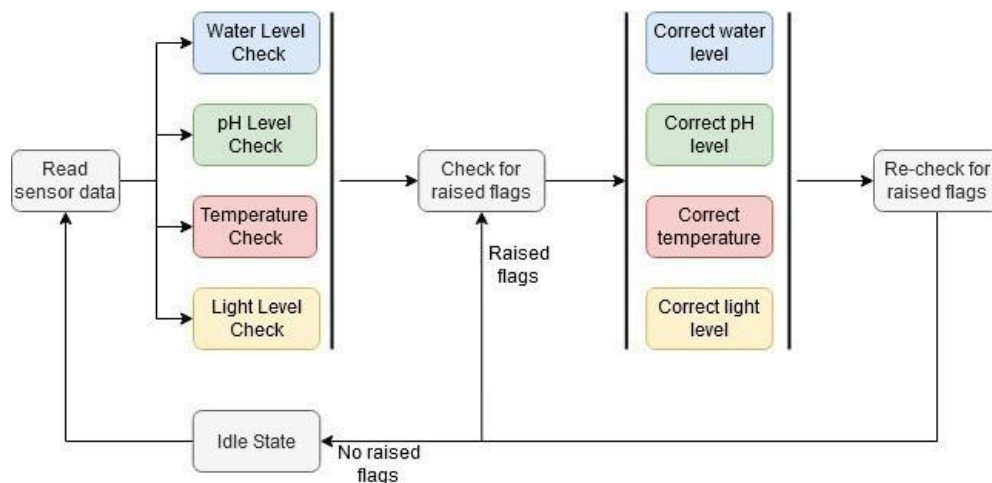 Water Level
Check
pH Level
Check
Temperature
Check
Light Level
Check
Read
sensor data
Check for
raised flags
Correct water
level
Correct pH
level
Correct
temperature
Correct light
level
Re-check for
raised flags
Raised
flags
Idle State
No raised
flags